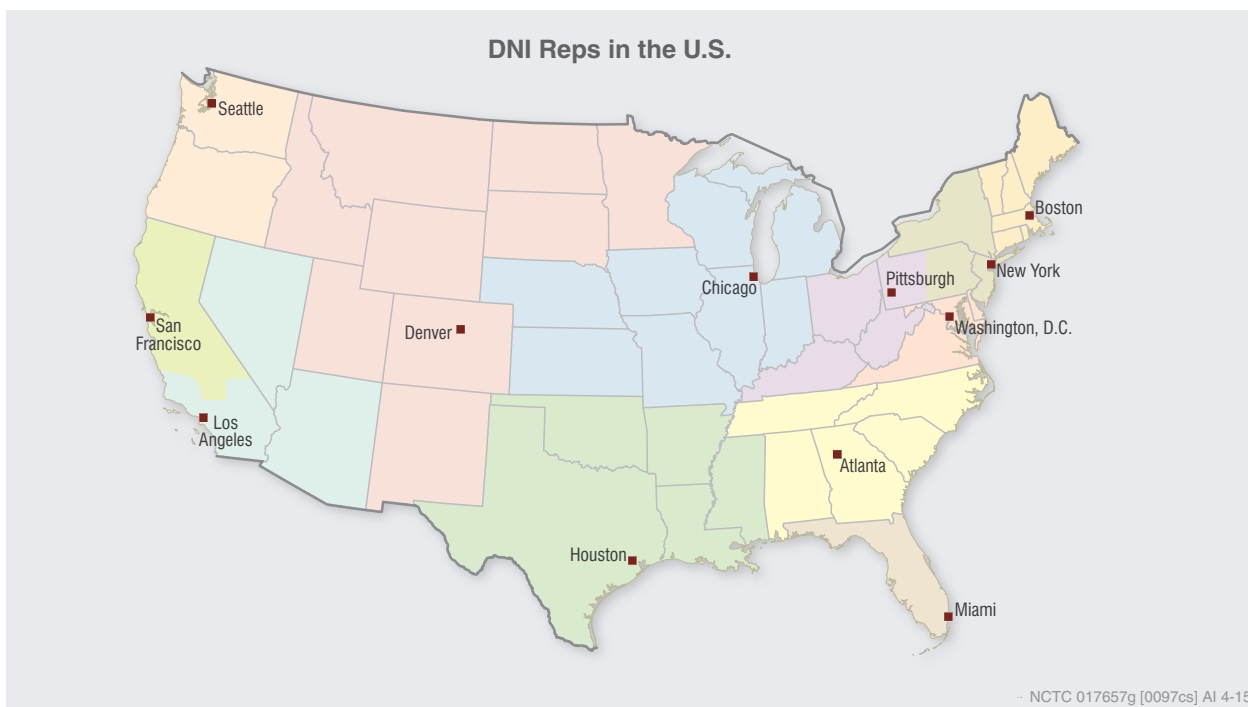 DNI Reps in the U.S.
Seattle
Boston
New York
Pittsburgh
Chicago
Washington, D.C.
San
Francisco
Denver
Los
Angeles
Atlanta
Houston
Miami
NCTC 017657g [0097cs] AI 4-15